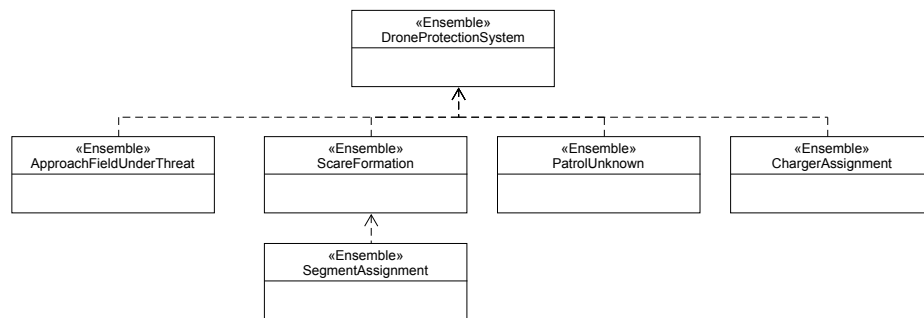 «Ensemble»
DroneProtectionSystem
«Ensemble»
ApproachFieldUnderThreat
«Ensemble»
ScareFormation
«Ensemble»
PatrolUnknown
«Ensemble»
ChargerAssignment
«Ensemble»
SegmentAssignment